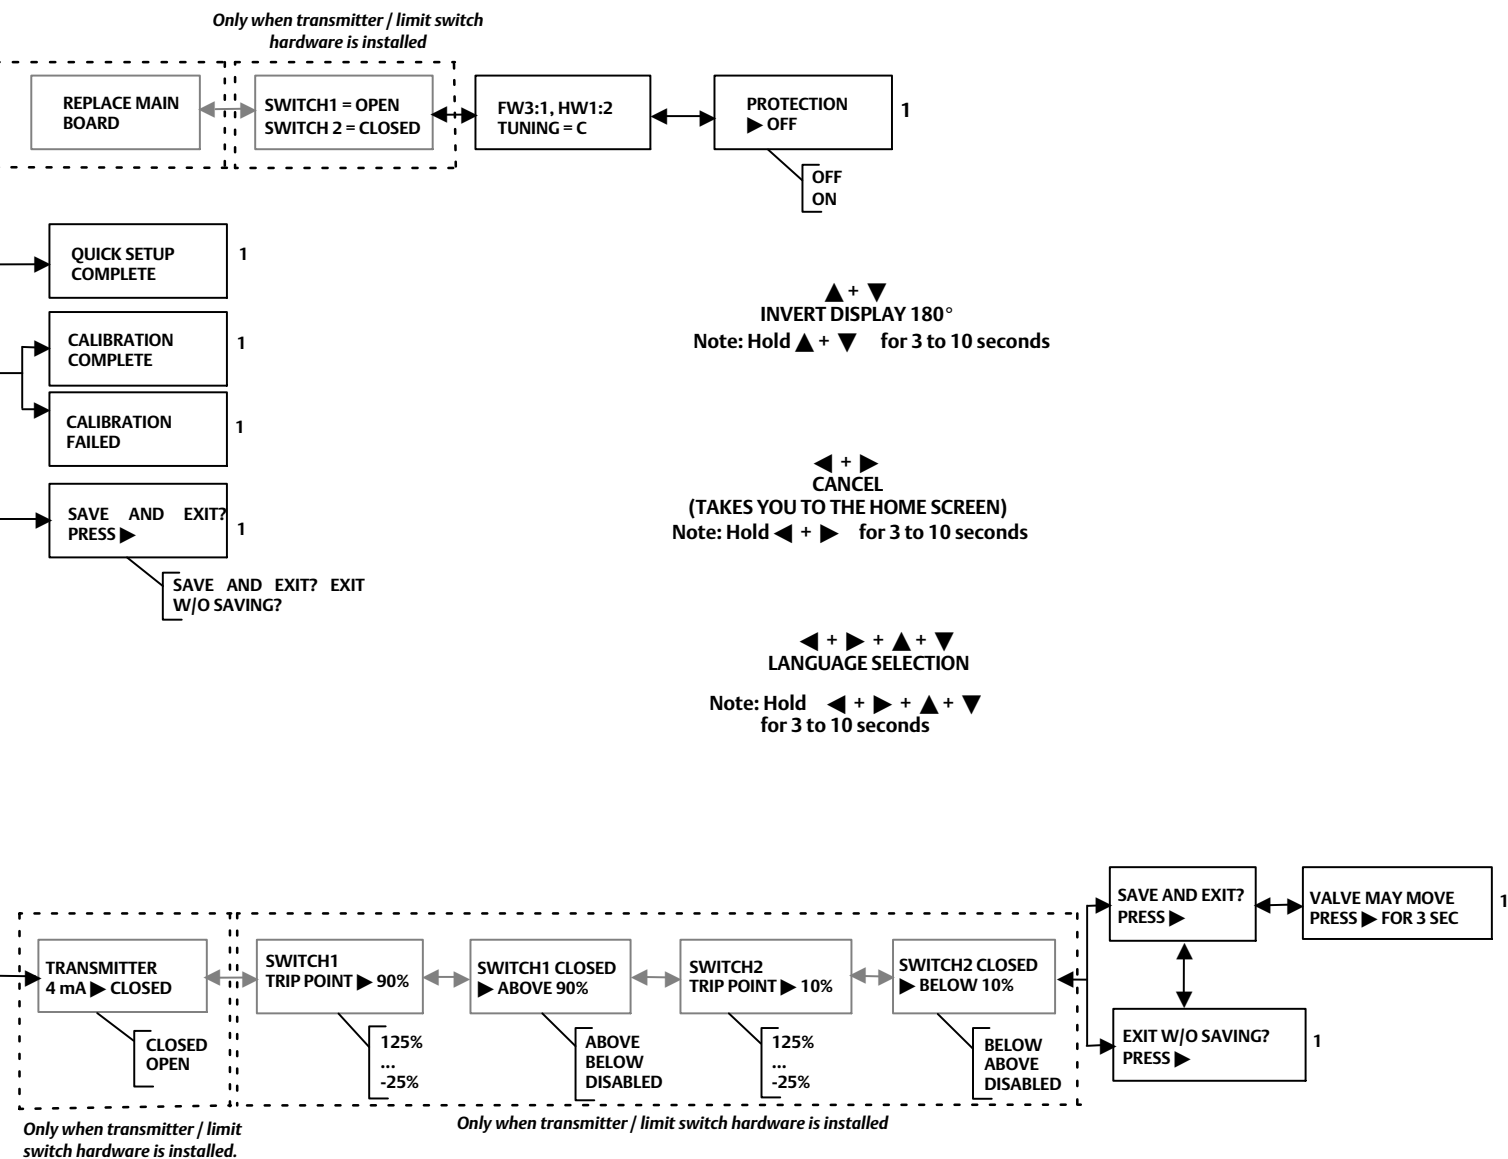 Only when transmitter / limit switch
hardware is installed
REPLACE MAIN
BOARD
SWITCH1 = OPEN
SWITCH 2 = CLOSED
FW3:1, HW1:2
TUNING = C
PROTECTION
▶ OFF
1
OFF
ON
QUICK SETUP
COMPLETE
1
CALIBRATION
COMPLETE
1
CALIBRATION
FAILED
1
SAVE AND EXIT?
PRESS ▶
1
SAVE AND EXIT? EXIT
W/O SAVING?
▲ + ▼
INVERT DISPLAY 180°
Note: Hold ▲ + ▼ for 3 to 10 seconds
◀ + ▶
CANCEL
(TAKES YOU TO THE HOME SCREEN)
Note: Hold ◀ + ▶ for 3 to 10 seconds
◀ + ▶ + ▲ + ▼
LANGUAGE SELECTION
Note: Hold ◀ + ▶ + ▲ + ▼
for 3 to 10 seconds
TRANSMITTER
4 mA ▶ CLOSED
CLOSED
OPEN
SWITCH1
TRIP POINT ▶ 90%
125%
...
-25%
SWITCH1 CLOSED
▶ ABOVE 90%
ABOVE
BELOW
DISABLED
SWITCH2
TRIP POINT ▶ 10%
125%
...
-25%
SWITCH2 CLOSED
▶ BELOW 10%
BELOW
ABOVE
DISABLED
SAVE AND EXIT?
PRESS ▶
VALVE MAY MOVE
PRESS ▶ FOR 3 SEC
1
EXIT W/O SAVING?
PRESS ▶
1
Only when transmitter / limit
switch hardware is installed.
Only when transmitter / limit switch hardware is installed